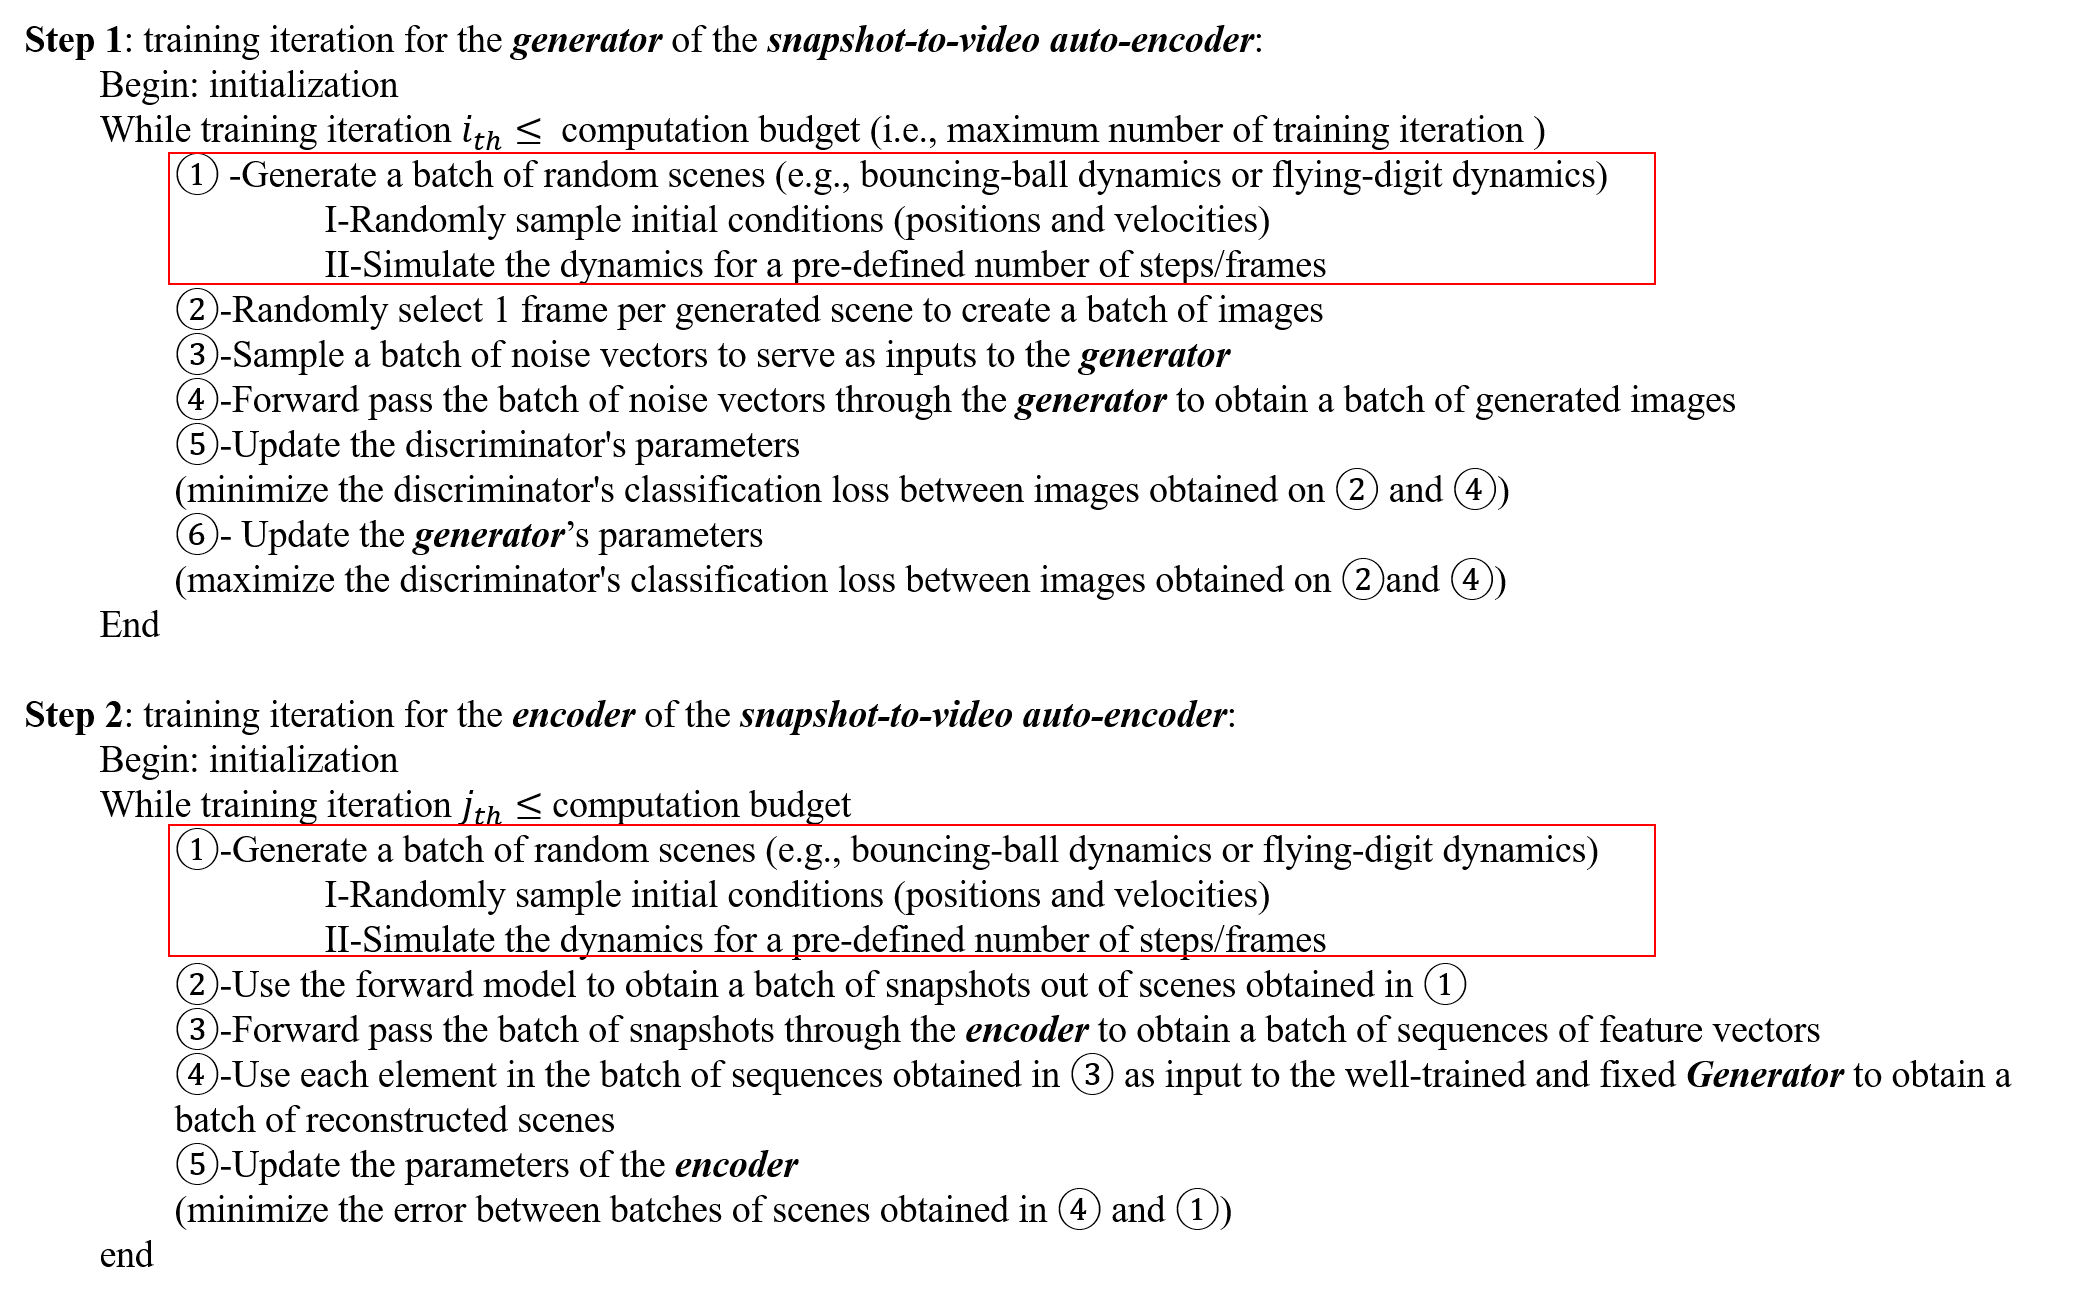 Step 1: training iteration for the generator of the snapshot-to-video auto-encoder:
Begin: initialization
While training iteration 𝑖𝑡ℎ ≤ computation budget (i.e., maximum number of training iteration )
① -Generate a batch of random scenes (e.g., bouncing-ball dynamics or flying-digit dynamics)
I-Randomly sample initial conditions (positions and velocities)
II-Simulate the dynamics for a pre-defined number of steps/frames
②-Randomly select 1 frame per generated scene to create a batch of images
③-Sample a batch of noise vectors to serve as inputs to the generator
④-Forward pass the batch of noise vectors through the generator to obtain a batch of generated images
⑤-Update the discriminator's parameters
(minimize the discriminator's classification loss between images obtained on ② and ④)
⑥- Update the generator’s parameters
(maximize the discriminator's classification loss between images obtained on ②and ④)
End
Step 2: training iteration for the encoder of the snapshot-to-video auto-encoder:
Begin: initialization
While training iteration 𝑗𝑡ℎ ≤ computation budget
①-Generate a batch of random scenes (e.g., bouncing-ball dynamics or flying-digit dynamics)
I-Randomly sample initial conditions (positions and velocities)
II-Simulate the dynamics for a pre-defined number of steps/frames
②-Use the forward model to obtain a batch of snapshots out of scenes obtained in ①
③-Forward pass the batch of snapshots through the encoder to obtain a batch of sequences of feature vectors
④-Use each element in the batch of sequences obtained in ③ as input to the well-trained and fixed Generator to obtain a
batch of reconstructed scenes
⑤-Update the parameters of the encoder
(minimize the error between batches of scenes obtained in ④ and ①)
end